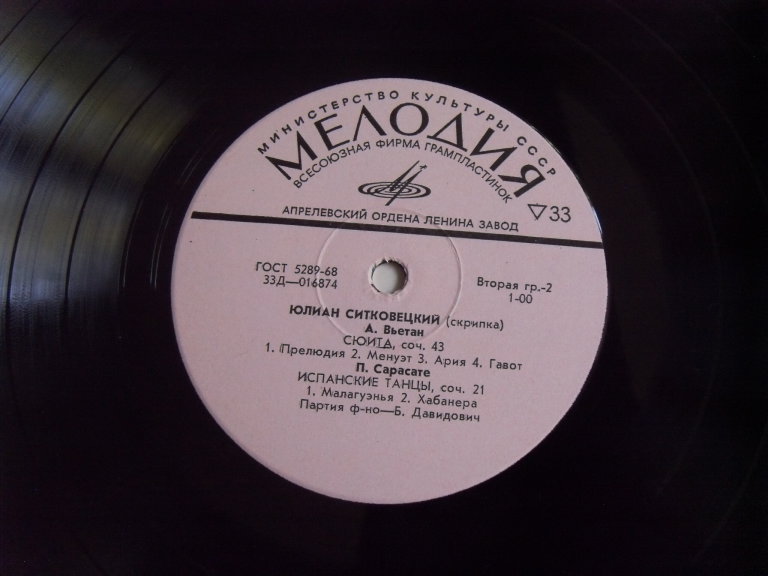 МИНИСТЕРСТВО КУЛЬТУРЫ СССР
МЕЛОДИЯ
ВСЕСОЮЗНАЯ ФИРМА ГРАМПЛАСТИНОК
▽33
АПРЕЛЕВСКИЙ ОРДЕНА ЛЕНИНА ЗАВОД
ГОСТ 5289-68
33Д—016874
Вторая гр.-2
1-00
ЮЛИАН СИТКОВЕЦКИЙ (скрипка)
А. Вьетан
СЮИТА, соч. 43
1. Прелюдия 2. Менуэт 3. Ария 4. Гавот
П. Сарасате
ИСПАНСКИЕ ТАНЦЫ, соч. 21
1. Малагуэнья 2. Хабанера
Партия ф-но—Б. Давидович